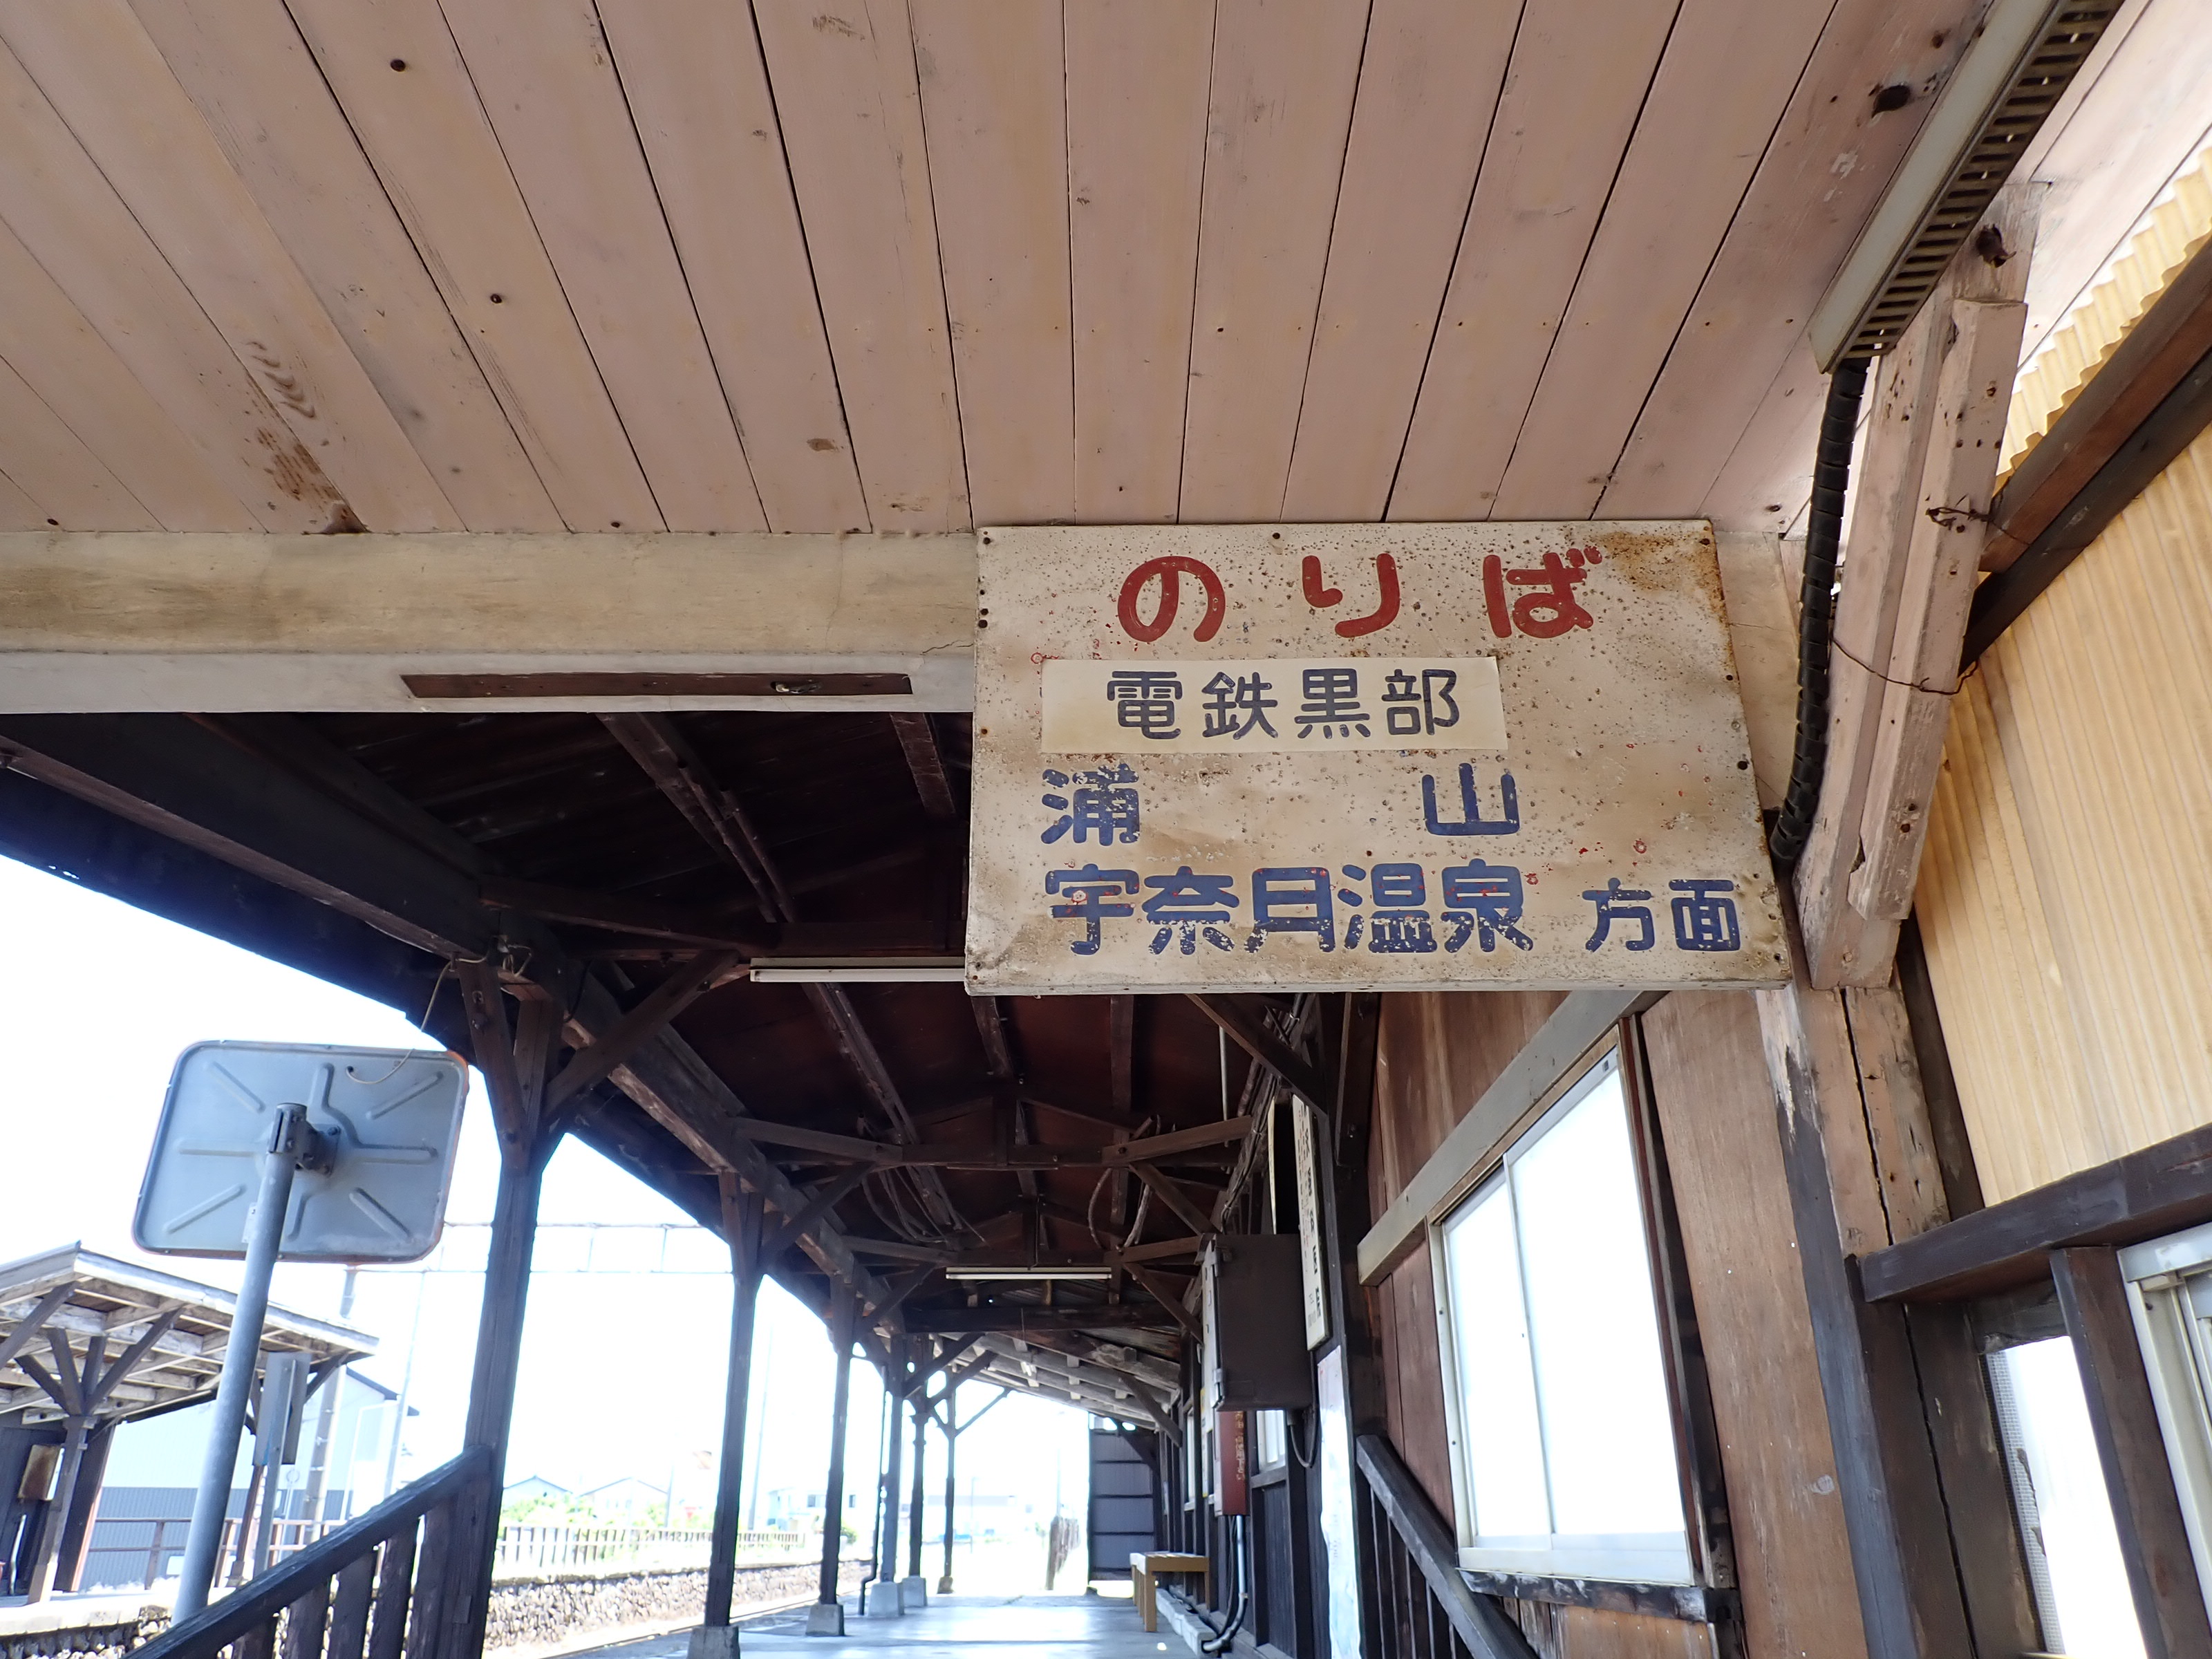 のりば
電鉄黒部
浦山
宇奈月温泉 方面